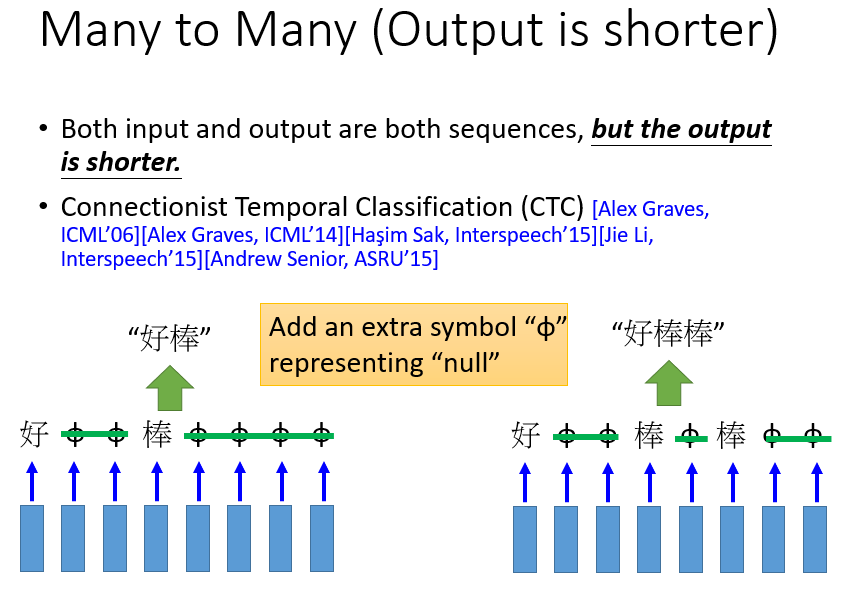 Many to Many (Output is shorter)
• Both input and output are both sequences, but the output
is shorter.
• Connectionist Temporal Classification (CTC) [Alex Graves,
ICML’06][Alex Graves, ICML’14][Haşim Sak, Interspeech’15][Jie Li,
Interspeech’15][Andrew Senior, ASRU’15]
“好棒”
Add an extra symbol “φ”
representing “null”
“好棒棒”
好 φ φ 棒 φ φ φ φ
好 φ φ 棒 φ 棒 φ φ